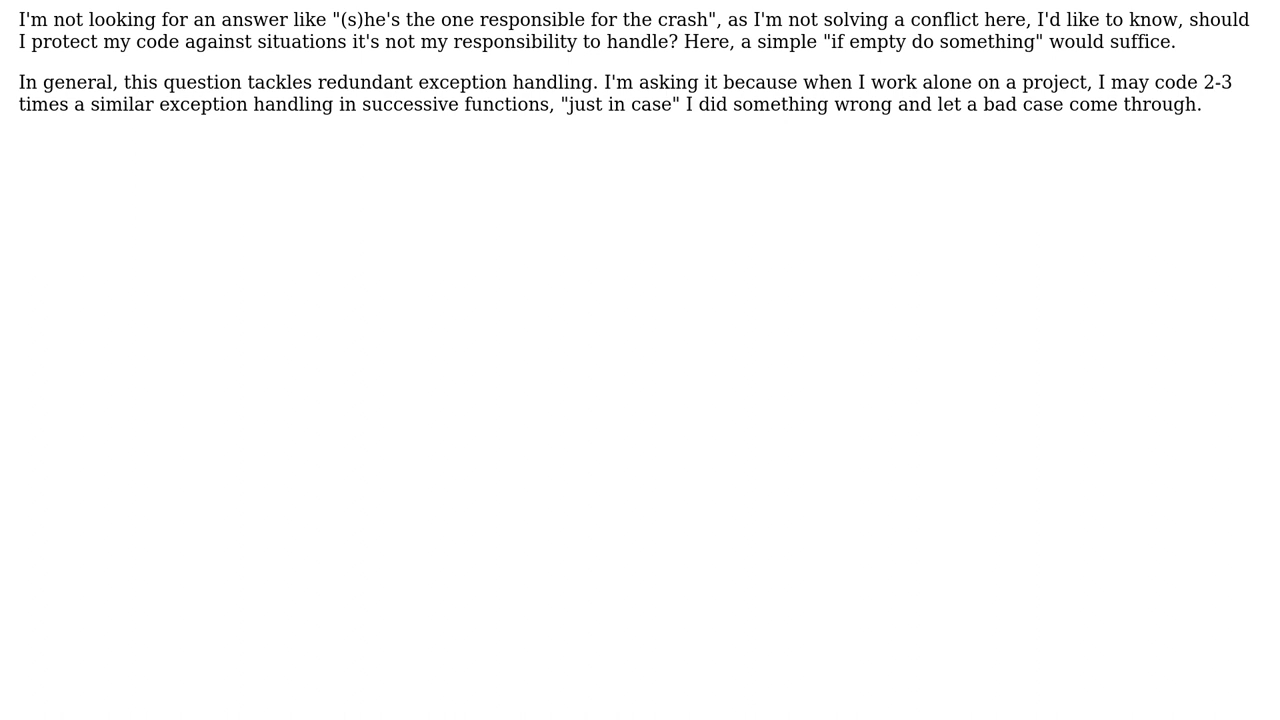 I'm not looking for an answer like "(s)he's the one responsible for the crash", as I'm not solving a conflict here, I'd like to know, should
I protect my code against situations it's not my responsibility to handle? Here, a simple "if empty do something" would suffice.
In general, this question tackles redundant exception handling. I'm asking it because when I work alone on a project, I may code 2-3
times a similar exception handling in successive functions, "just in case" I did something wrong and let a bad case come through.